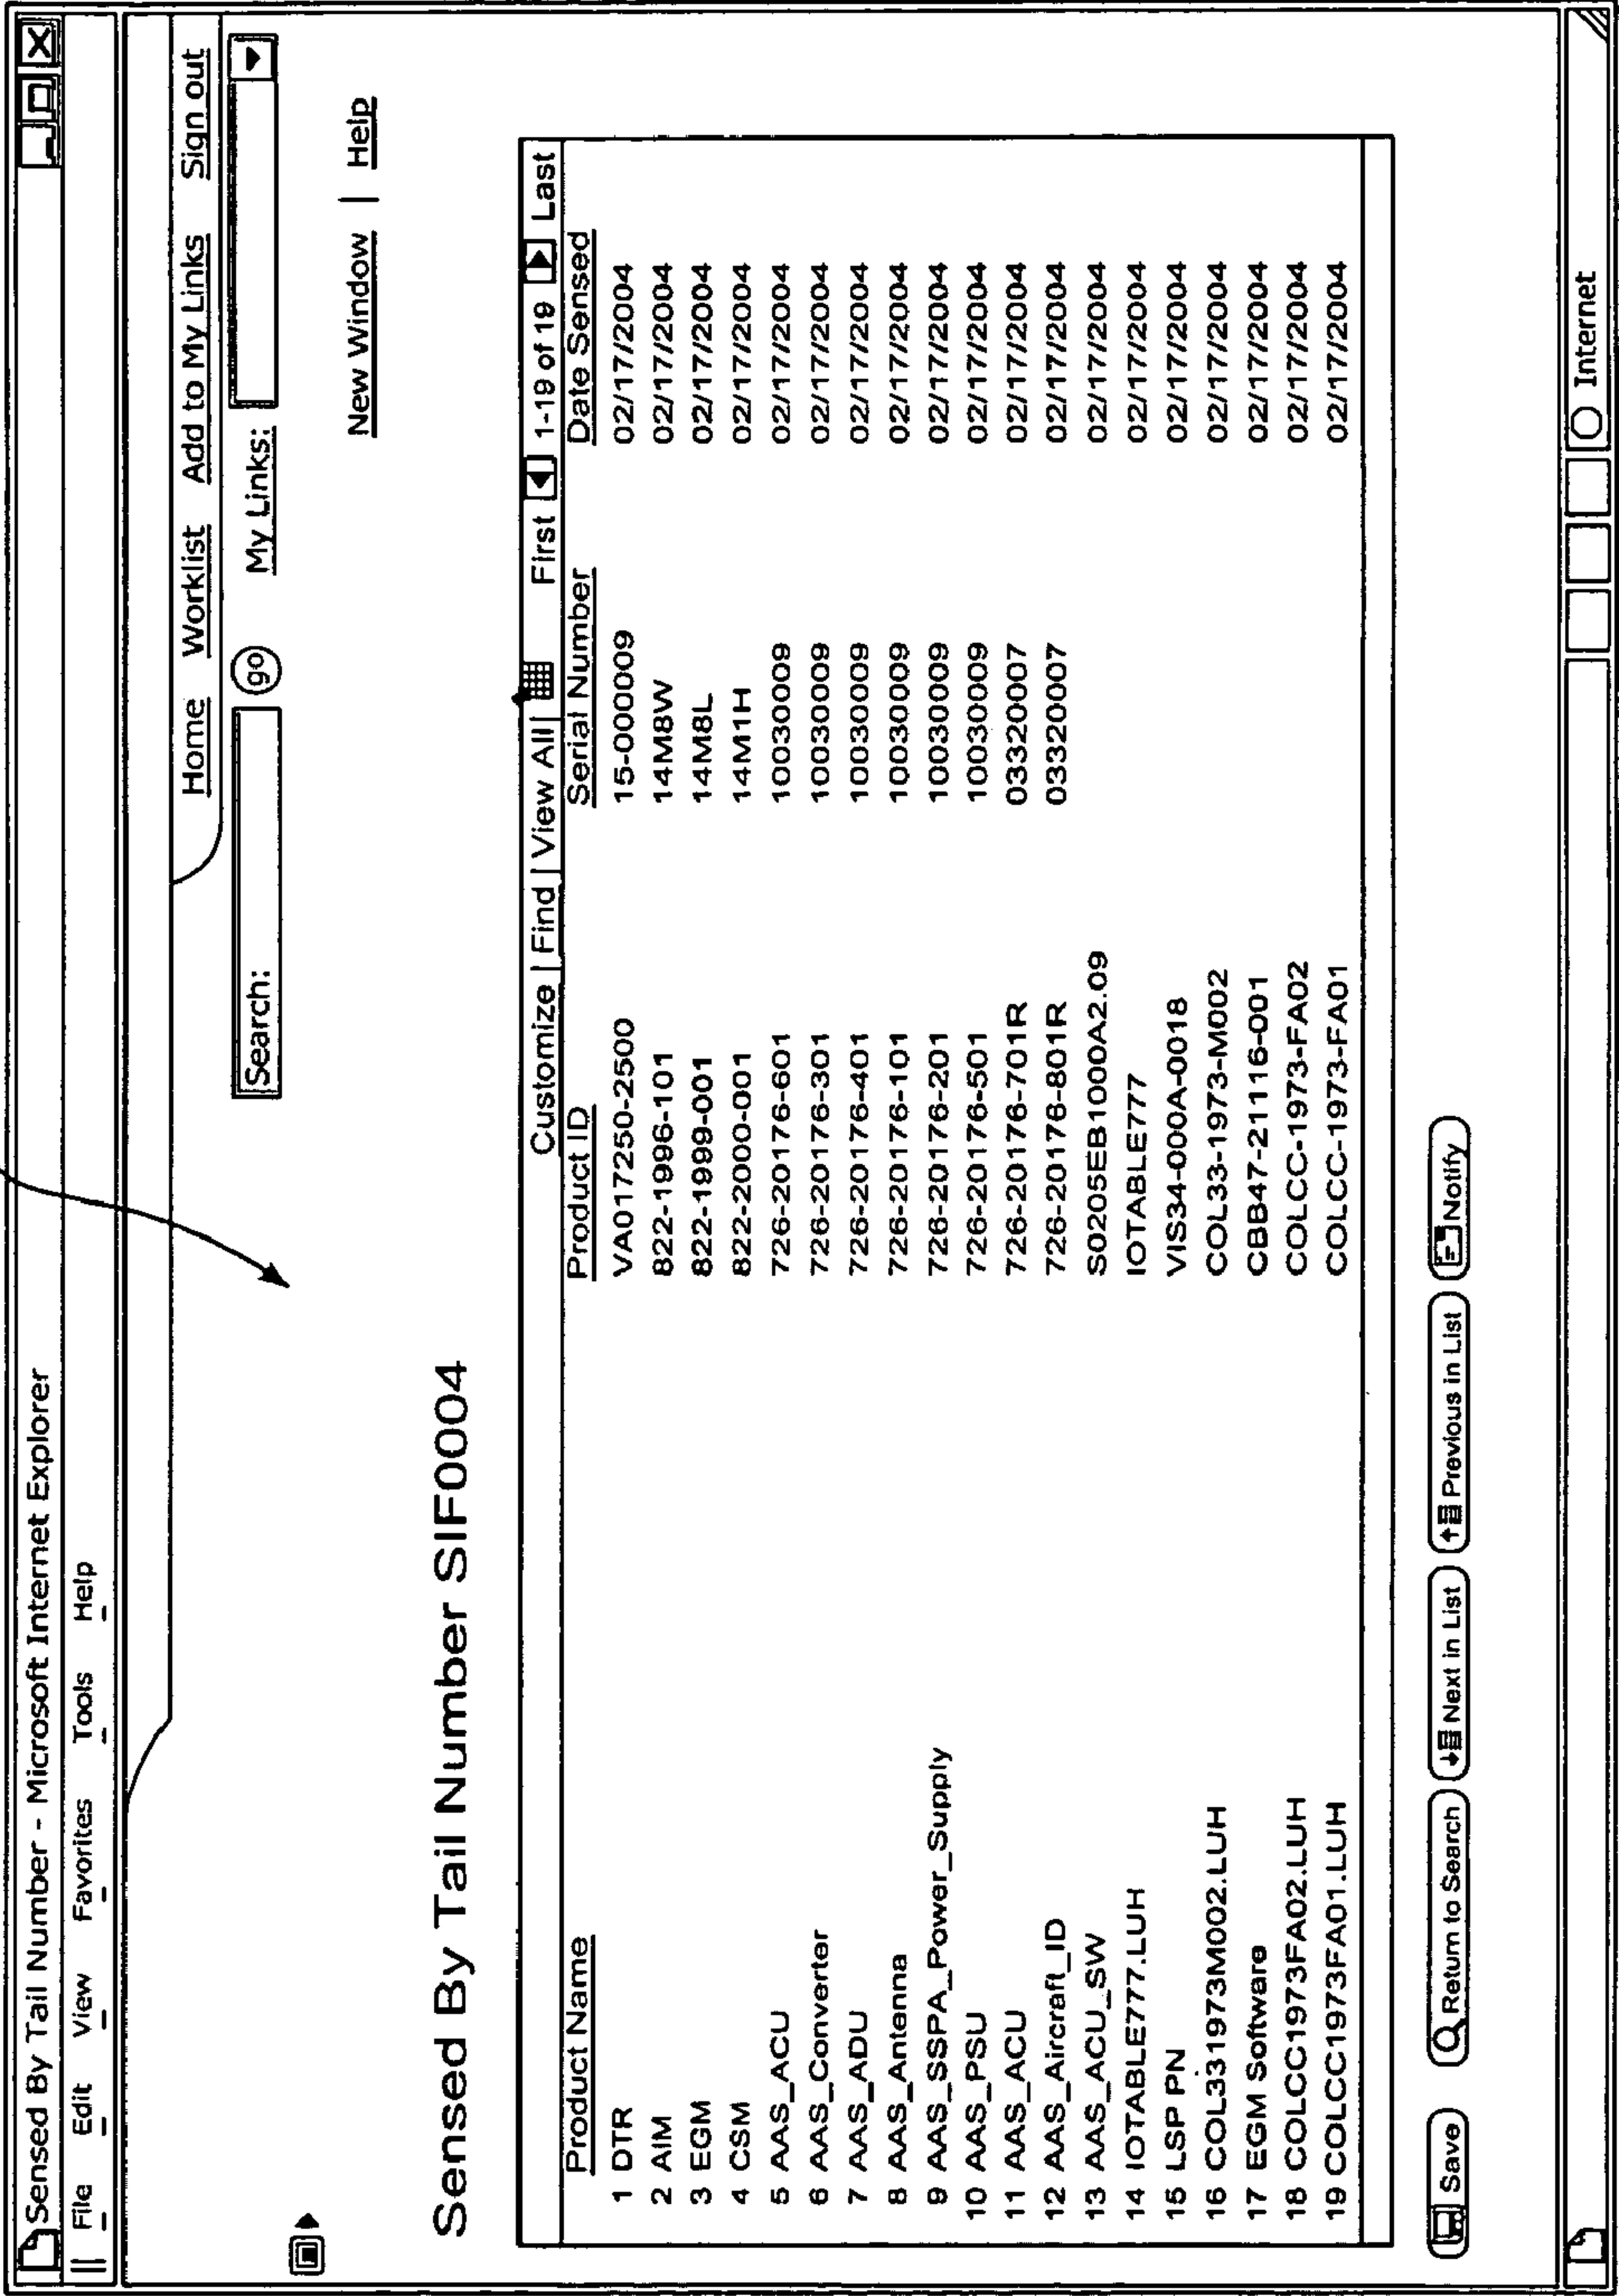 Sensed By Tail Number - Microsoft Internet Explorer
File Edit View Favorites Tools Help
Home Worklist Add to My Links Sign out
Search: go My Links:
New Window | Help
Sensed By Tail Number SIF0004
Customize | Find | View All | First 1-19 of 19 Last
Product Name Product ID Serial Number Date Sensed
1 DTR VA017250-2500 15-000009 02/17/2004
2 AIM 822-1996-101 14M8W 02/17/2004
3 EGM 822-1999-001 14M8L 02/17/2004
4 CSM 822-2000-001 14M1H 02/17/2004
5 AAS_ACU 726-20176-601 10030009 02/17/2004
6 AAS_Converter 726-20176-301 10030009 02/17/2004
7 AAS_ADU 726-20176-401 10030009 02/17/2004
8 AAS_Antenna 726-20176-101 10030009 02/17/2004
9 AAS_SSPA_Power_Supply 726-20176-201 10030009 02/17/2004
10 AAS_PSU 726-20176-501 10030009 02/17/2004
11 AAS_ACU 726-20176-701R 03320007 02/17/2004
12 AAS_Aircraft_ID 726-20176-801R 03320007 02/17/2004
13 AAS_ACU_SW S0205EB1000A2.09 02/17/2004
14 IOTABLE777.LUH IOTABLE777 02/17/2004
15 LSP PN VIS34-000A-0018 02/17/2004
16 COL331973M002.LUH COL33-1973-M002 02/17/2004
17 EGM Software CBB47-21116-001 02/17/2004
18 COLCC1973FA02.LUH COLCC-1973-FA02 02/17/2004
19 COLCC1973FA01.LUH COLCC-1973-FA01 02/17/2004
Save Return to Search Next in List Previous in List Notify
Internet